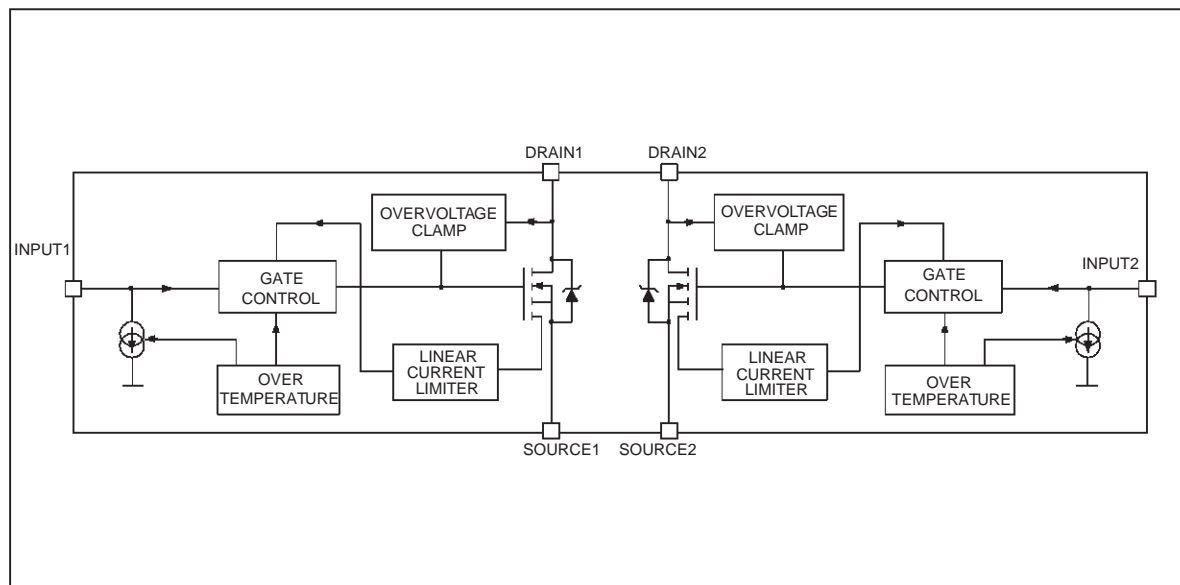 DRAIN1
DRAIN2
OVERVOLTAGE
CLAMP
OVERVOLTAGE
CLAMP
INPUT1
GATE
CONTROL
GATE
CONTROL
INPUT2
LINEAR
CURRENT
LIMITER
LINEAR
CURRENT
LIMITER
OVER
TEMPERATURE
OVER
TEMPERATURE
SOURCE1
SOURCE2